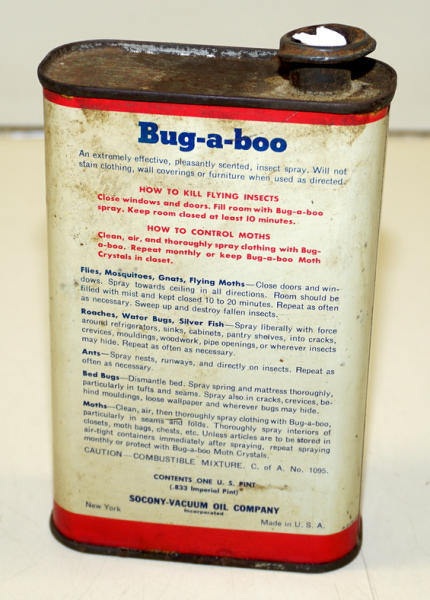 Bug-a-boo
An extremely effective, pleasantly scented, insect spray. Will not
stain clothing, wall coverings or furniture when used as directed.
HOW TO KILL FLYING INSECTS
Close windows and doors. Fill room with Bug-a-boo
spray. Keep room closed at least 10 minutes.
HOW TO CONTROL MOTHS
Clean, air, and thoroughly spray clothing with Bug-
a-boo. Repeat monthly or keep Bug-a-boo Moth
Crystals in closet.
Flies, Mosquitoes, Gnats, Flying Moths—Close doors and win-
dows. Spray towards ceiling in all directions. Room should be
filled with mist and kept closed 10 to 20 minutes. Repeat as often
as necessary. Sweep up and destroy fallen insects.
Roaches, Water Bugs, Silver Fish—Spray liberally with force
around refrigerators, sinks, cabinets, pantry shelves, into cracks,
crevices, mouldings, woodwork, pipe openings, or wherever insects
may hide. Repeat as often as necessary.
Ants—Spray nests, runways, and directly on insects. Repeat as
often as necessary.
Bed Bugs—Dismantle bed. Spray spring and mattress thoroughly,
particularly in tufts and seams. Spray also in cracks, crevices, be-
hind mouldings, loose wallpaper and wherever bugs may hide.
Moths—Clean, air, then thoroughly spray clothing with Bug-a-boo,
particularly in seams and folds. Thoroughly spray interiors of
closets, moth bags, chests, etc. Unless articles are to be stored in
air-tight containers immediately after spraying, repeat spraying
monthly or protect with Bug-a-boo Moth Crystals.
CAUTION—COMBUSTIBLE MIXTURE. C. of A. No. 1095.
CONTENTS ONE U. S. PINT
(.833 Imperial Pint)
SOCONY-VACUUM OIL COMPANY
Incorporated
New York
Made in U. S. A.